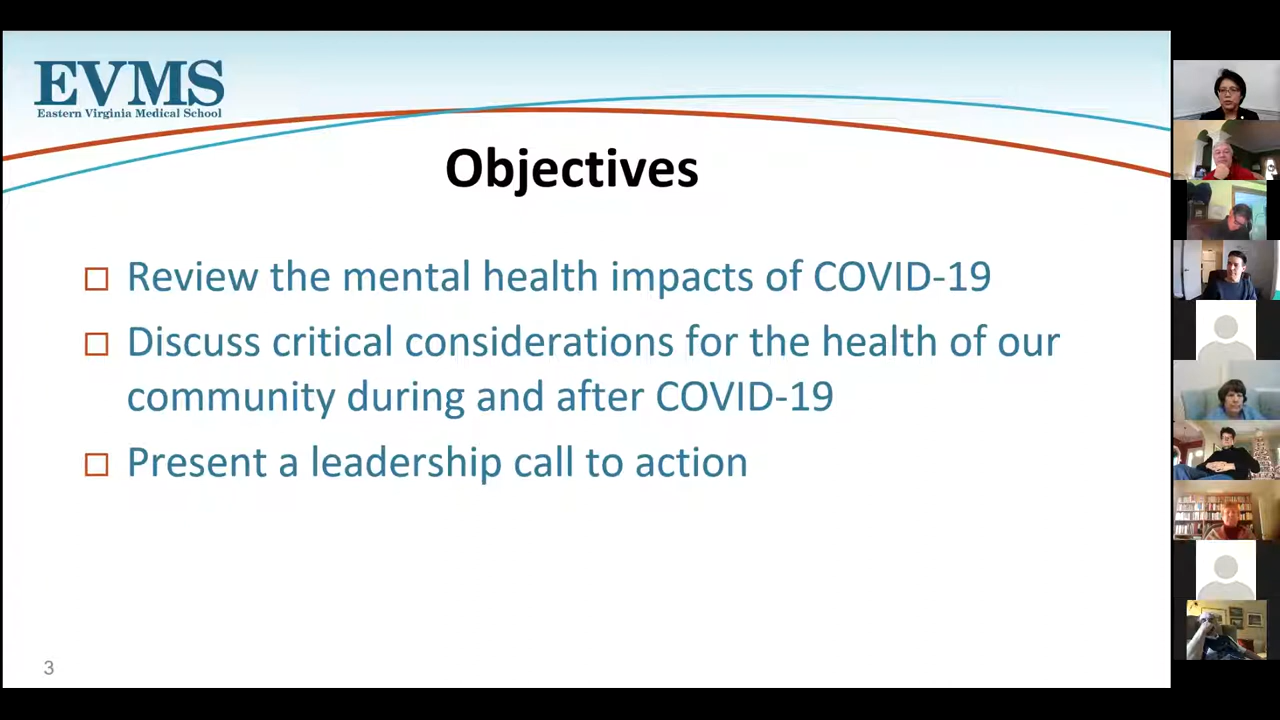 EVMS
Eastern Virginia Medical School
Objectives
Review the mental health impacts of COVID-19
Discuss critical considerations for the health of our
community during and after COVID-19
Present a leadership call to action
3